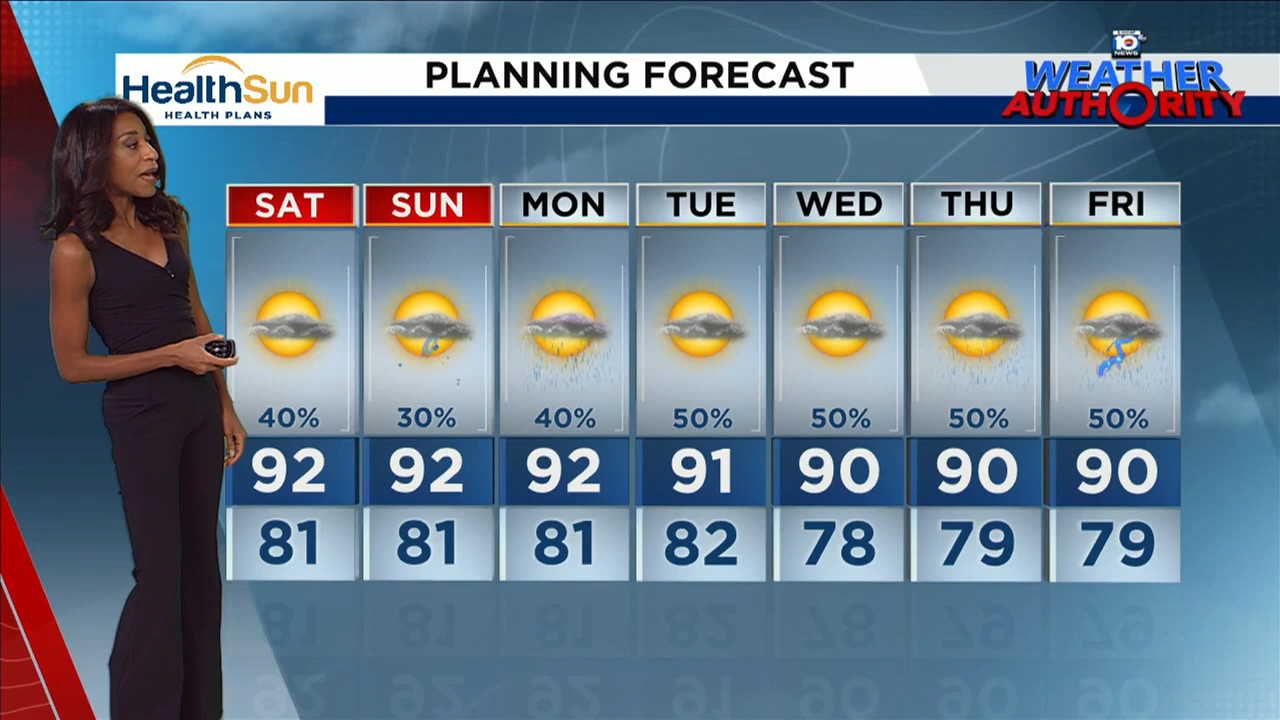 HealthSun
HEALTH PLANS
PLANNING FORECAST
LOCAL
10
NEWS
WEATHER
AUTHORITY
SAT SUN MON TUE WED THU FRI
40% 30% 40% 50% 50% 50% 50%
92 92 92 91 90 90 90
81 81 81 82 78 79 79